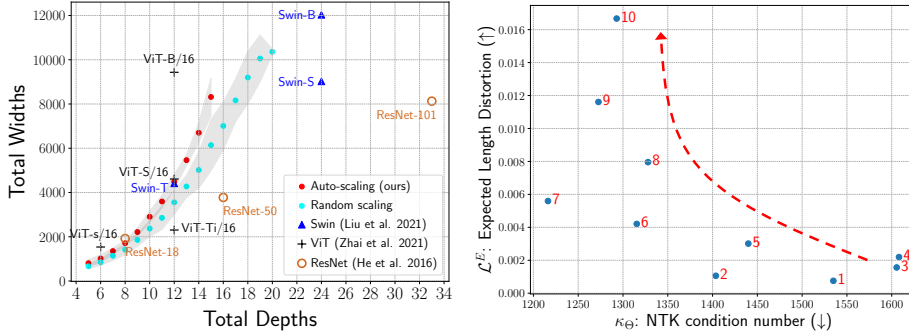 Total Widths
12000
10000
8000
6000
4000
2000
0
4 6 8 10 12 14 16 18 20 22 24 26 28 30 32 34
Total Depths
Swin-B
ViT-B/16
Swin-S
ResNet-101
ViT-S/16
Swin-T
ResNet-50
ViT-s/16
ViT-Ti/16
ResNet-18
Auto-scaling (ours)
Random scaling
Swin (Liu et al. 2021)
ViT (Zhai et al. 2021)
ResNet (He et al. 2016)
ℒᴱ: Expected Length Distortion (↑)
0.016
0.014
0.012
0.010
0.008
0.006
0.004
0.002
0.000
10
9
8
7
6
5
4
3
2
1
1200 1250 1300 1350 1400 1450 1500 1550 1600
κ_Θ: NTK condition number (↓)